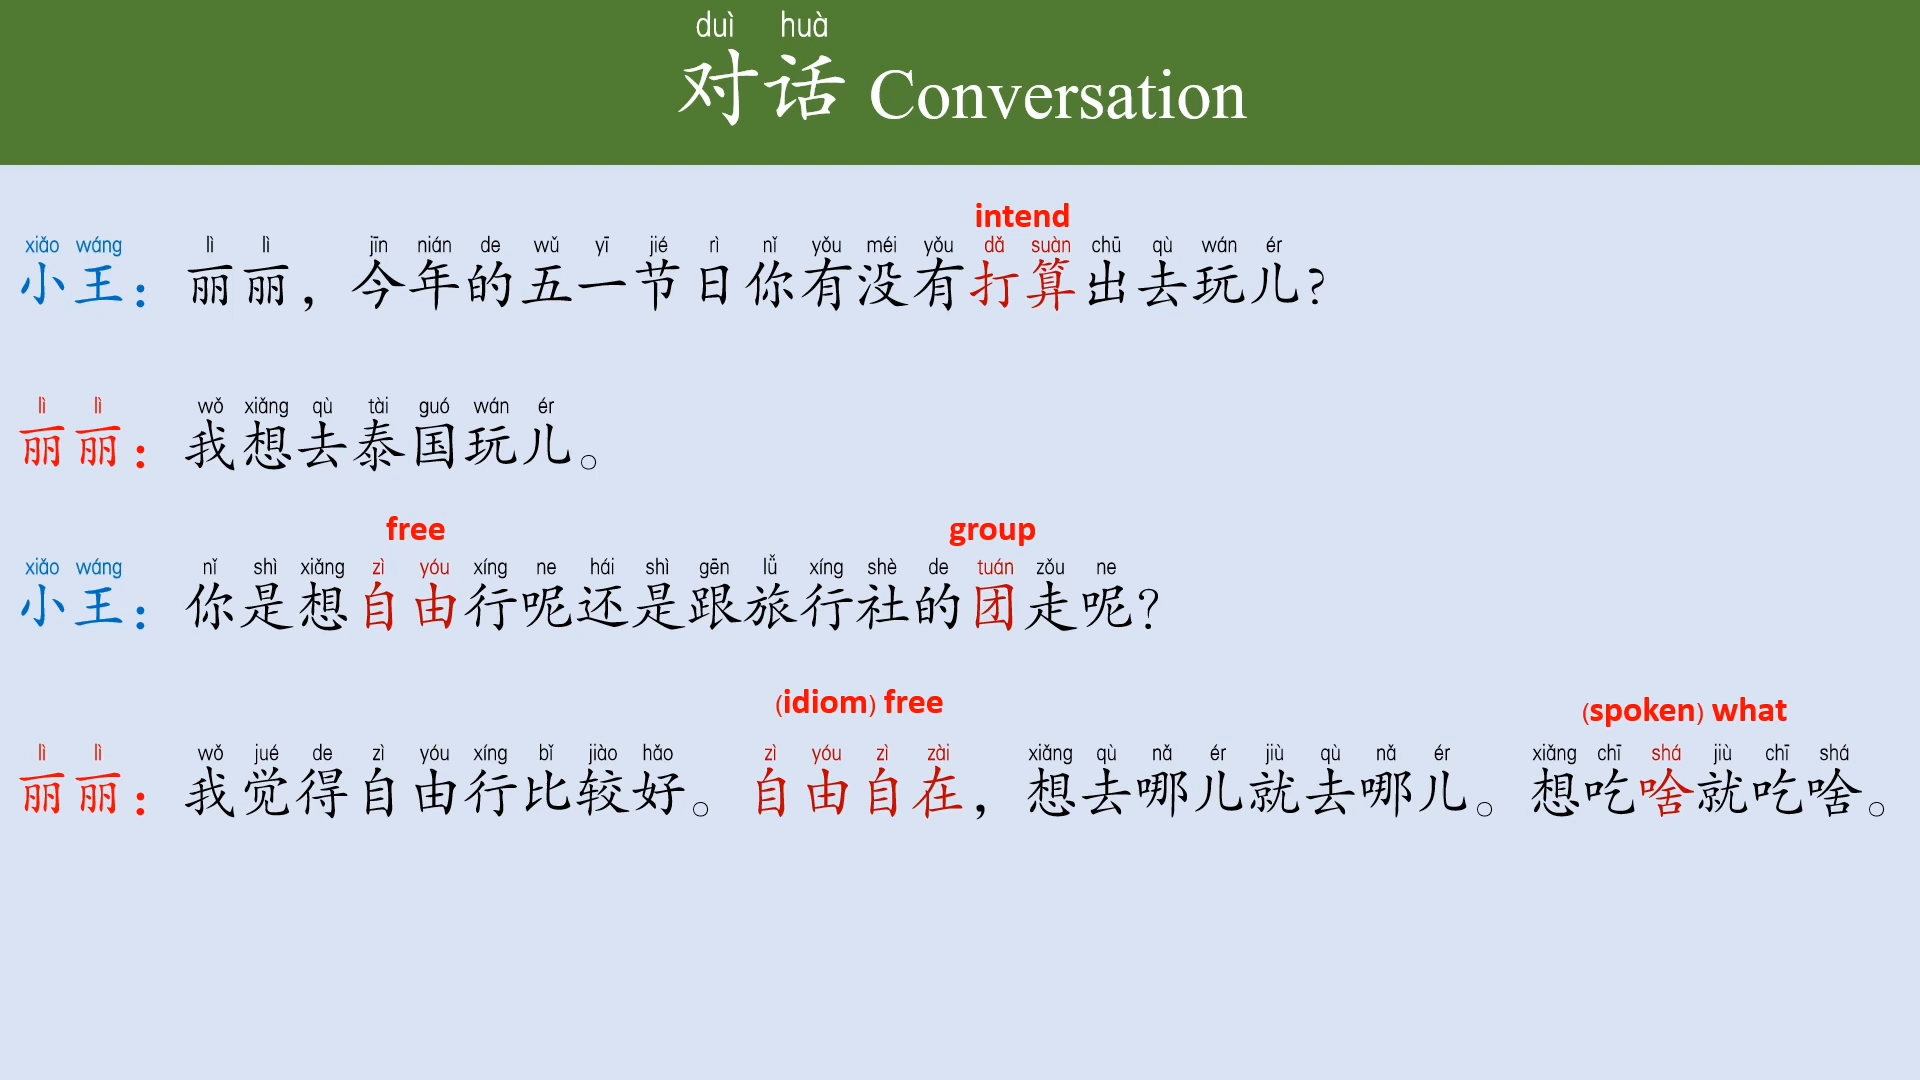 duì huà
对话 Conversation
intend
xiǎo wáng lì lì jīn nián de wǔ yī jié rì nǐ yǒu méi yǒu dǎ suàn chū qù wán ér
小王：丽丽，今年的五一节日你有没有打算出去玩儿?
lì lì wǒ xiǎng qù tài guó wán ér
丽丽：我想去泰国玩儿。
free group
xiǎo wáng nǐ shì xiǎng zì yóu xíng ne hái shì gēn lǚ xíng shè de tuán zǒu ne
小王：你是想自由行呢还是跟旅行社的团走呢？
(idiom) free (spoken) what
lì lì wǒ jué de zì yóu xíng bǐ jiào hǎo zì yóu zì zài xiǎng qù nǎ ér jiù qù nǎ ér xiǎng chī shá jiù chī shá
丽丽：我觉得自由行比较好。自由自在，想去哪儿就去哪儿。想吃啥就吃啥。